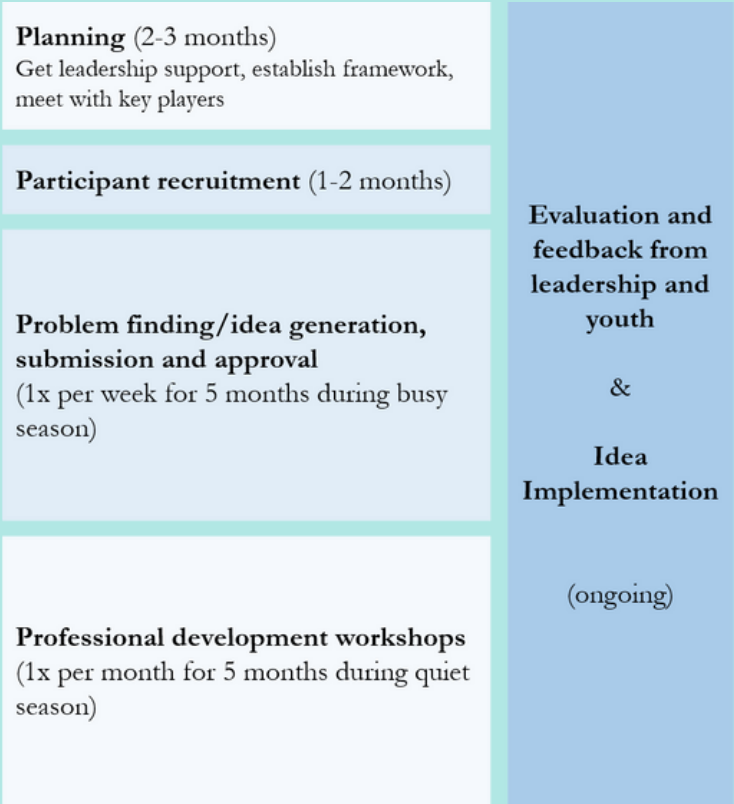 Planning (2-3 months)
Get leadership support, establish framework,
meet with key players
Participant recruitment (1-2 months)
Problem finding/idea generation,
submission and approval
(1x per week for 5 months during busy
season)
Professional development workshops
(1x per month for 5 months during quiet
season)
Evaluation and
feedback from
leadership and
youth
&
Idea
Implementation
(ongoing)